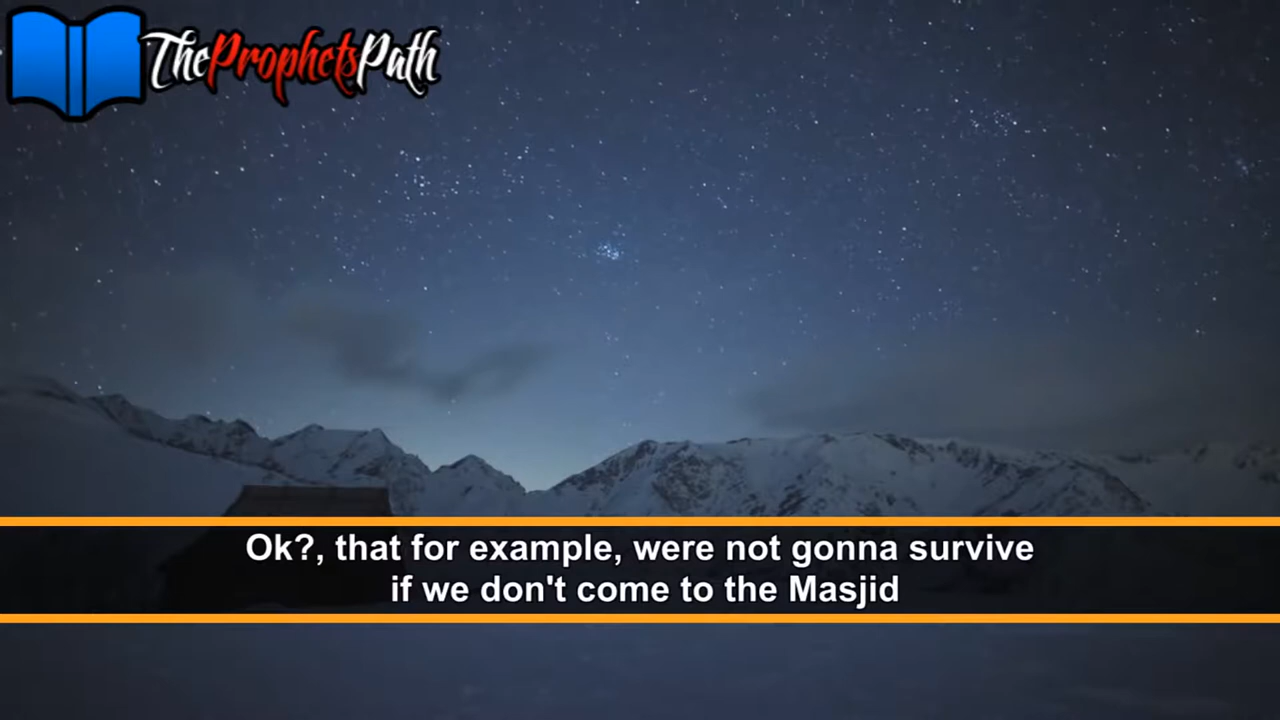 TheProphetsPath
Ok?, that for example, were not gonna survive
if we don't come to the Masjid